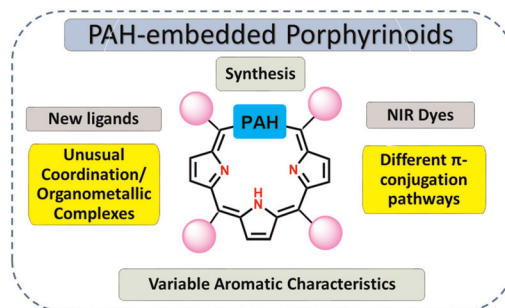 PAH-embedded Porphyrinoids
Synthesis
New ligands
NIR Dyes
PAH
Unusual
Coordination/
Organometallic
Complexes
Different π-
conjugation
pathways
N
N
H
N
Variable Aromatic Characteristics